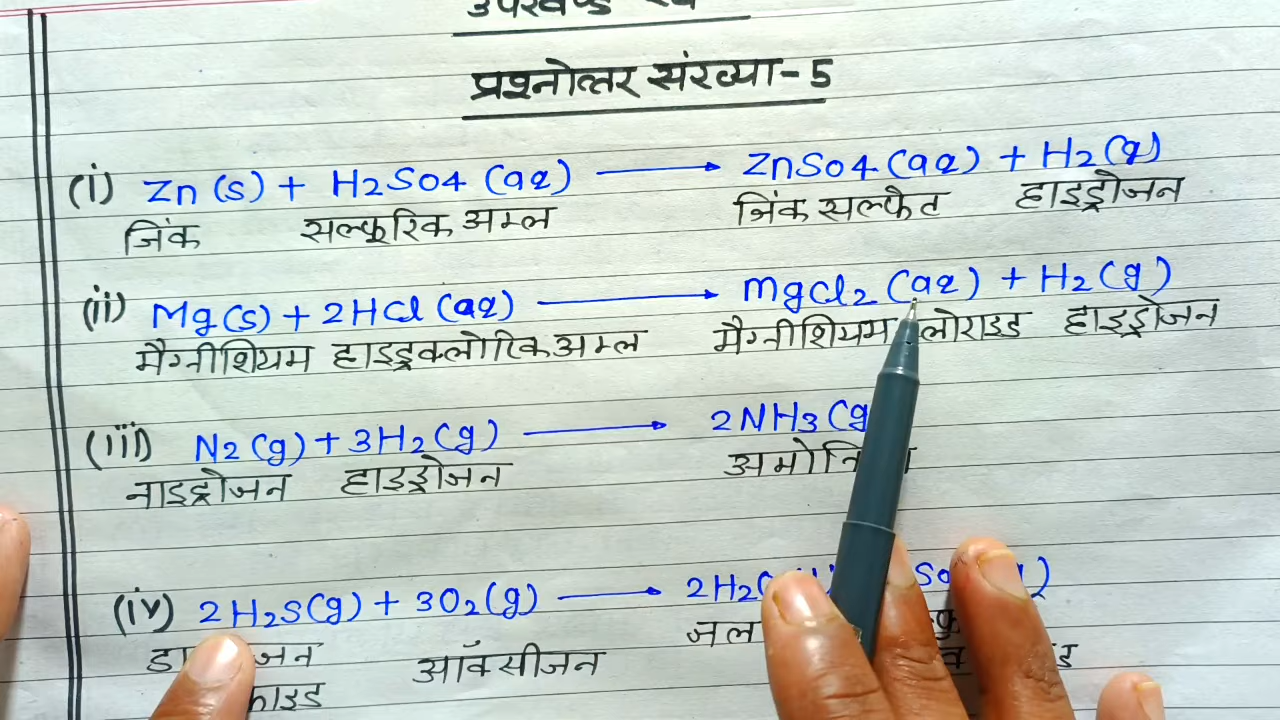 प्रश्नोत्तर संख्या-5
(i) Zn (s) + H2SO4 (aq) → ZnSO4 (aq) + H2 (g)
जिंक सल्फूरिक अम्ल जिंक सल्फेट हाइड्रोजन
(ii) Mg (s) + 2HCl (aq) → MgCl2 (aq) + H2 (g)
मैग्नीशियम हाइड्रक्लोरिक अम्ल मैग्नीशियम लोराइड हाइड्रोजन
(iii) N2 (g) + 3H2 (g) → 2NH3 (g
नाइट्रोजन हाइड्रोजन
(iv) 2H2S(g) + 3O2 (g) → 2H2
जल
ऑक्सीजन